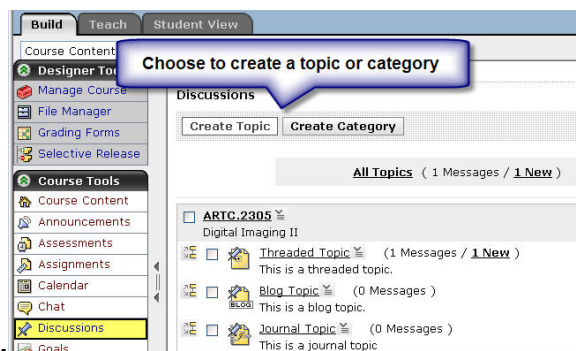 Build Teach Student View
Course Content
Choose to create a topic or category
Designer
Manage Course
File Manager
Grading Forms
Selective Release
Course Tools
Course Content
Announcements
Assessments
Assignments
Calendar
Chat
Discussions
Goals
Discussions
Create Topic Create Category
All Topics ( 1 Messages / 1 New )
ARTC.2305
Digital Imaging II
Threaded Topic (1 Messages / 1 New )
This is a threaded topic.
Blog Topic (0 Messages )
BLOG This is a blog topic.
Journal Topic (0 Messages )
This is a journal topic